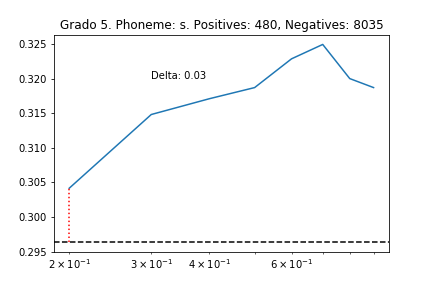 Grado 5. Phoneme: s. Positives: 480, Negatives: 8035
0.325
0.320
0.315
0.310
0.305
0.300
0.295
Delta: 0.03
2 × 10⁻¹ 3 × 10⁻¹ 4 × 10⁻¹ 6 × 10⁻¹